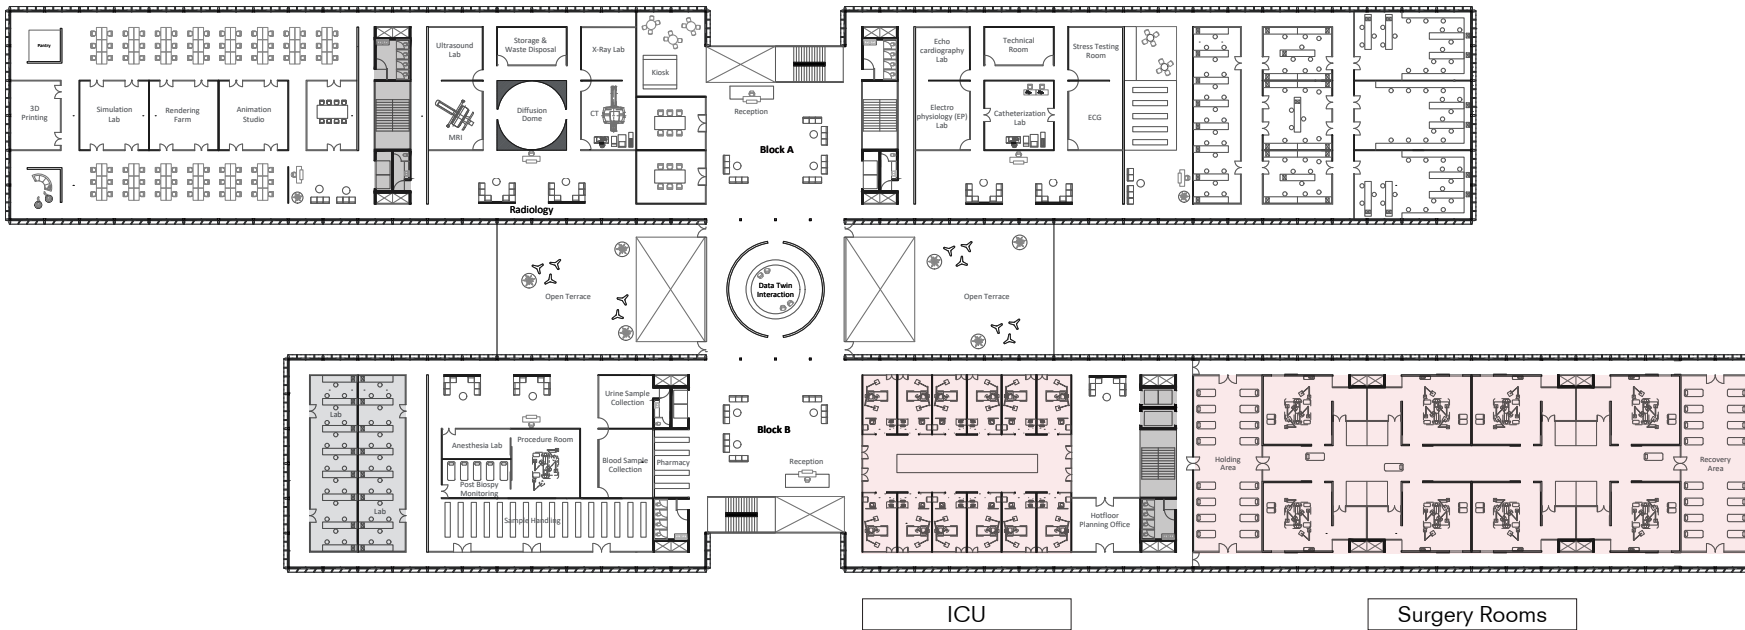 Pantry
3D
Printing
Simulation
Lab
Rendering
Farm
Animation
Studio
Ultrasound
Lab
Storage &
Waste Disposal
X-Ray Lab
MRI
Diffusion
Dome
CT
Kiosk
Radiology
Reception
Block A
Echo
cardiography
Lab
Technical
Room
Stress Testing
Room
Electro
physiology (EP)
Lab
Catheterization
Lab
ECG
Open Terrace
Data Twin
Interaction
Open Terrace
Lab
Lab
Anesthesia Lab
Procedure Room
Post Biospy
Monitoring
Sample Handling
Urine Sample
Collection
Blood Sample
Collection
Pharmacy
Block B
Reception
Hotfloor
Planning Office
Holding
Area
Recovery
Area
ICU
Surgery Rooms